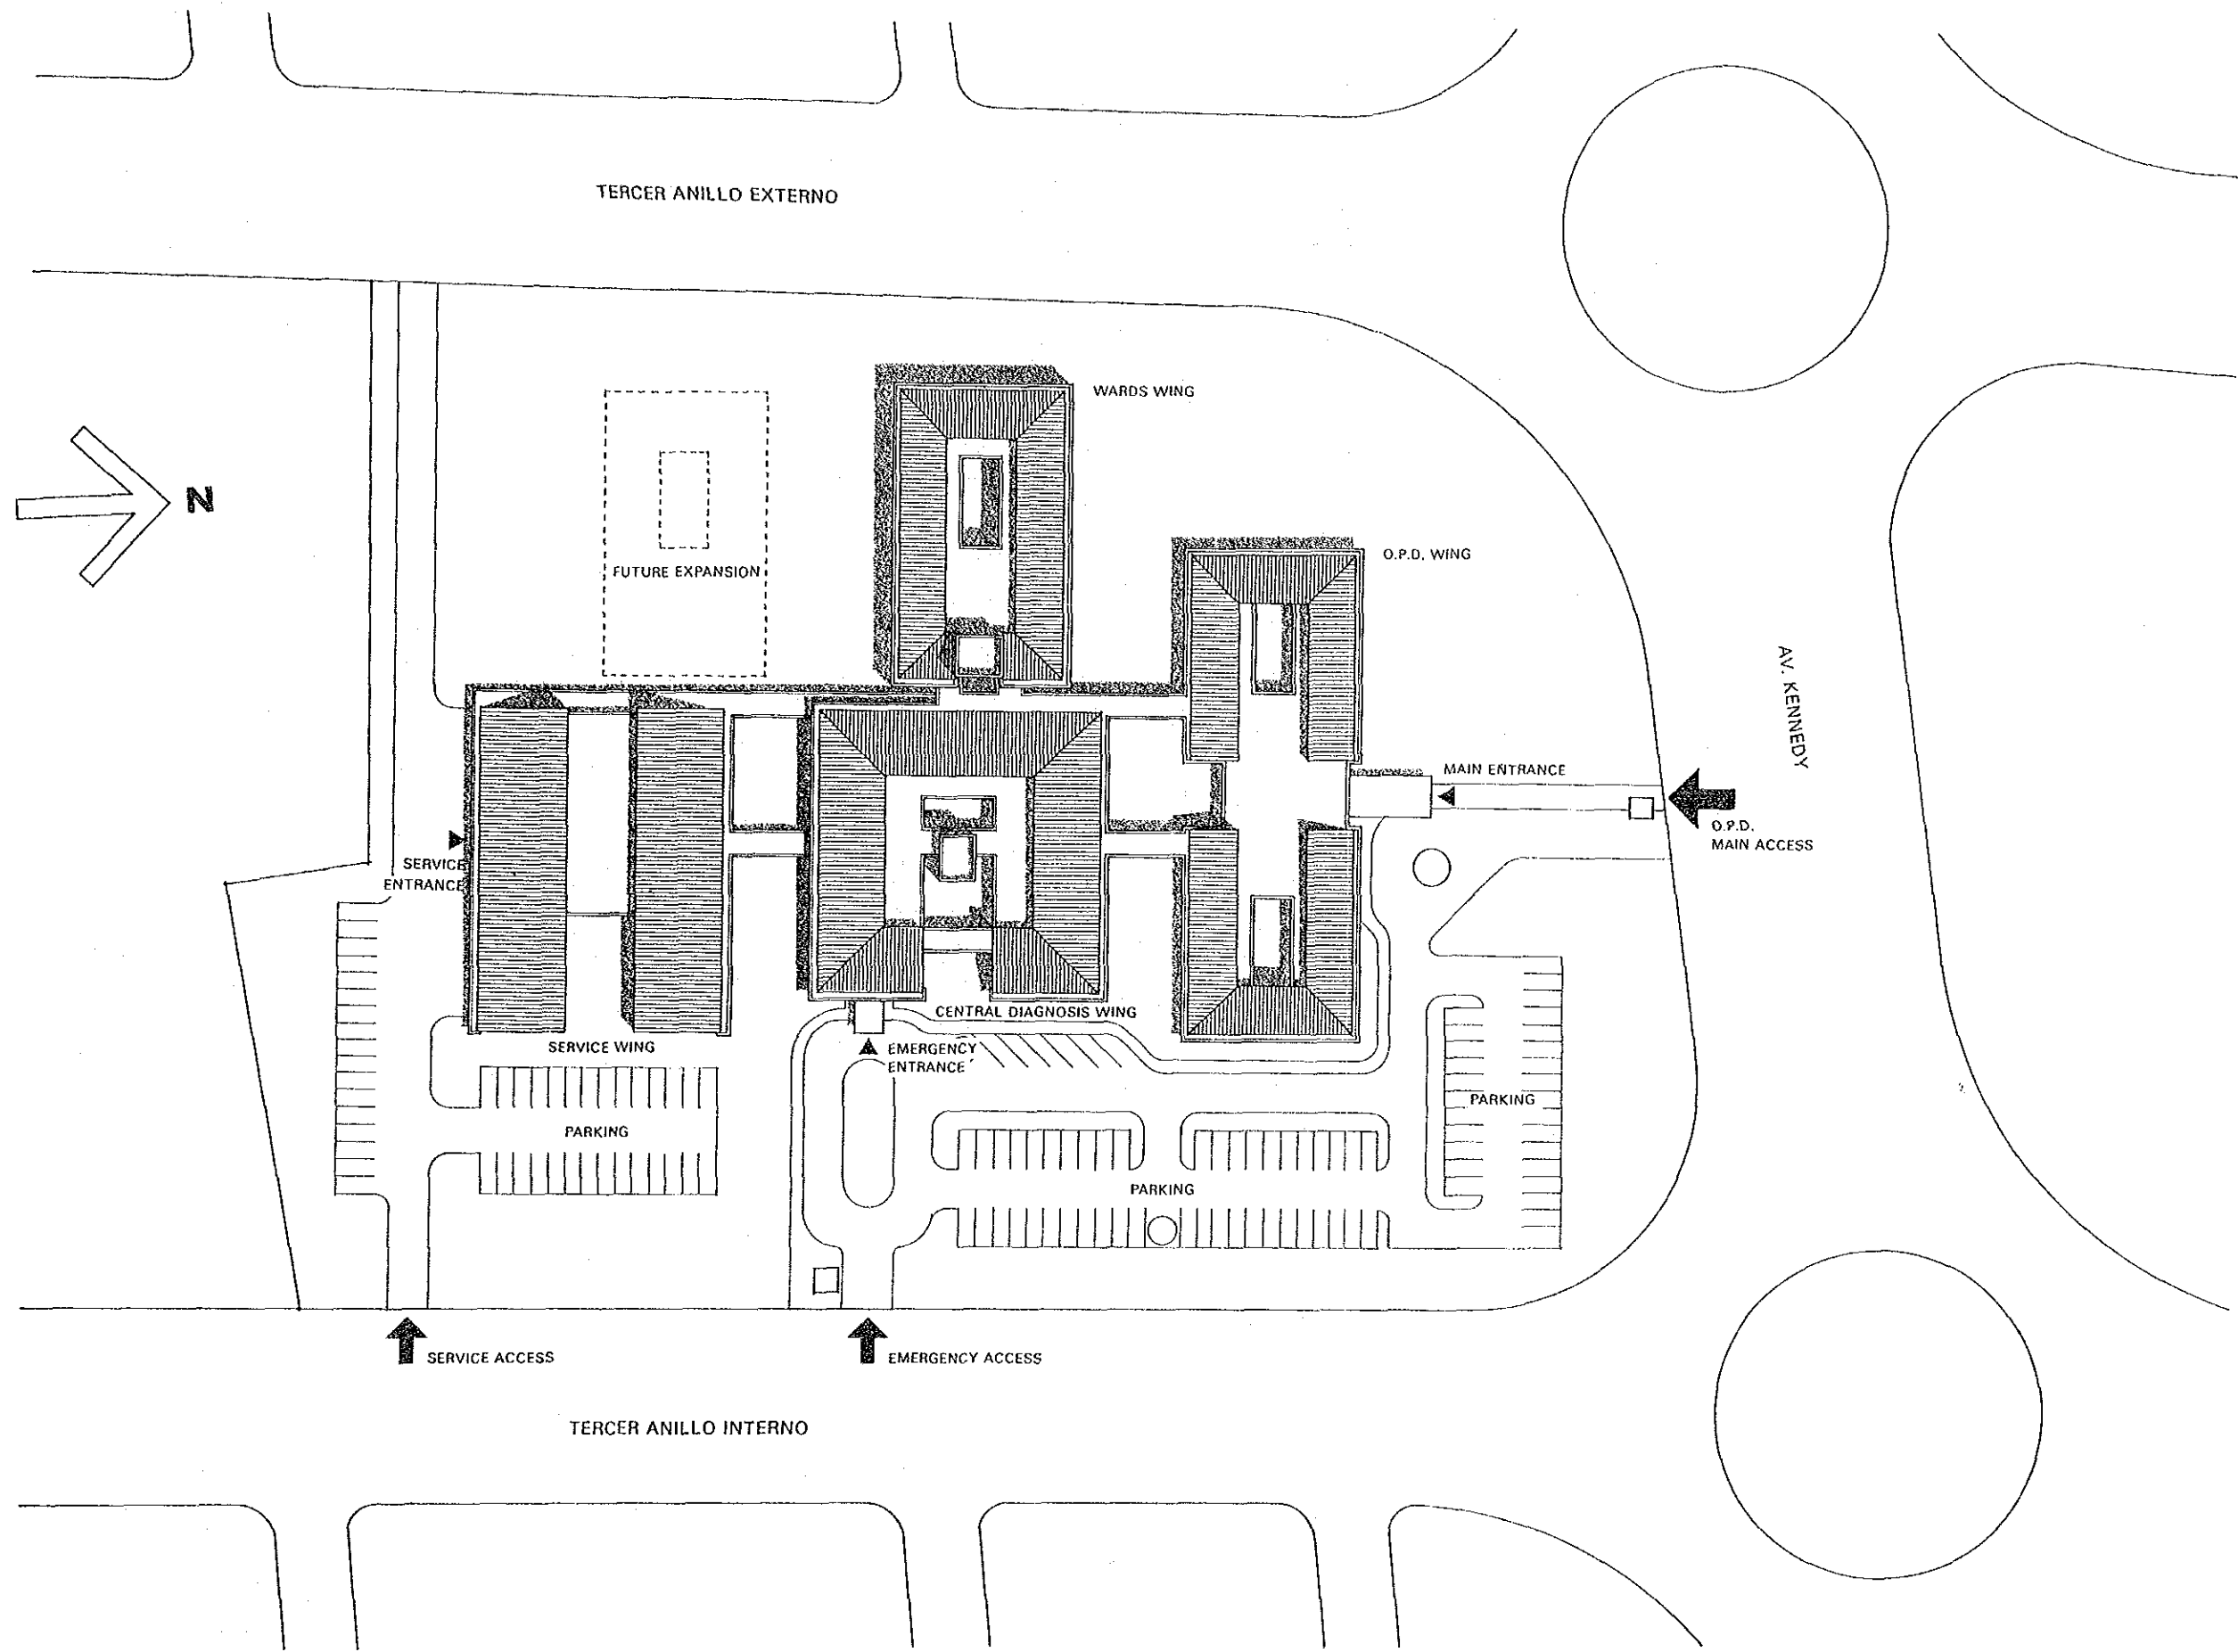 TERCER ANILLO EXTERNO
WARDS WING
N
O.P.D. WING
FUTURE EXPANSION
AV. KENNEDY
MAIN ENTRANCE
O.P.D.
MAIN ACCESS
SERVICE
ENTRANCE
CENTRAL DIAGNOSIS WING
SERVICE WING
EMERGENCY
ENTRANCE
PARKING
PARKING
PARKING
SERVICE ACCESS
EMERGENCY ACCESS
TERCER ANILLO INTERNO